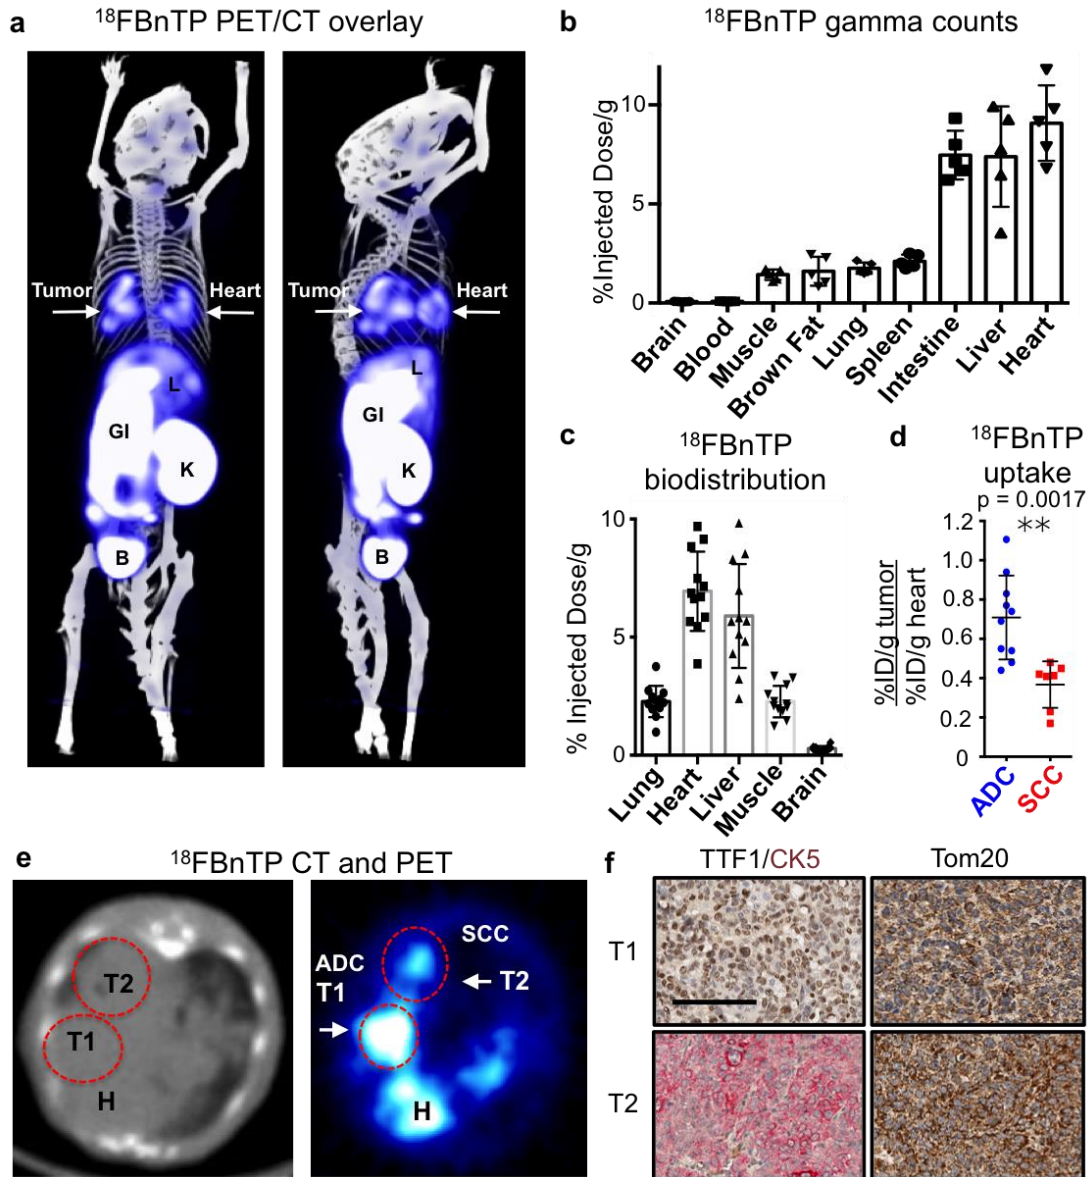 a
¹⁸FBnTP PET/CT overlay
Tumor
Heart
L
GI
K
B
Tumor
Heart
L
GI
K
B
b
¹⁸FBnTP gamma counts
%Injected Dose/g
10
5
0
Brain
Blood
Muscle
Brown Fat
Lung
Spleen
Intestine
Liver
Heart
c
¹⁸FBnTP
biodistribution
% Injected Dose/g
10
5
0
Lung
Heart
Liver
Muscle
Brain
d
¹⁸FBnTP
uptake
p = 0.0017
**
%ID/g tumor
%ID/g heart
1.2
1.0
0.8
0.6
0.4
0.2
0
ADC
SCC
e
¹⁸FBnTP CT and PET
T2
T1
H
SCC
ADC
T1
T2
H
f
TTF1/CK5
Tom20
T1
T2